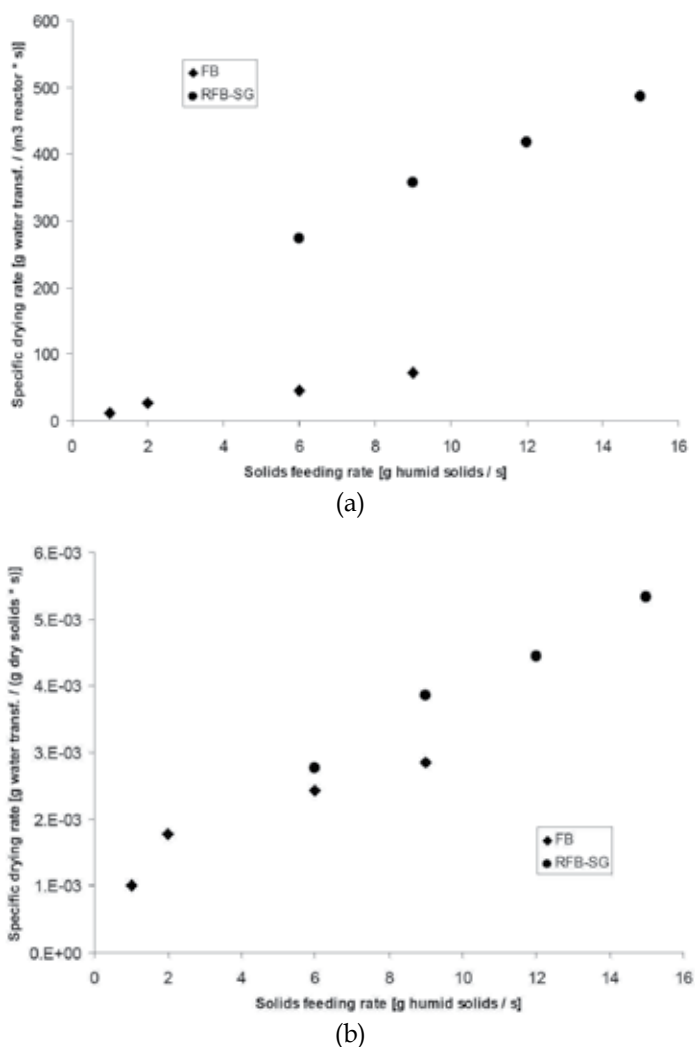 600
500
400
300
200
100
0
Specific drying rate [g water transf. / (m3 reactor * s)]
FB
RFB-SG
0 2 4 6 8 10 12 14 16
Solids feeding rate [g humid solids / s]
(a)
6.E-03
5.E-03
4.E-03
3.E-03
2.E-03
1.E-03
0.E+00
Specific drying rate [g water transf. / (g dry solids * s)]
FB
RFB-SG
0 2 4 6 8 10 12 14 16
Solids feeding rate [g humid solids / s]
(b)